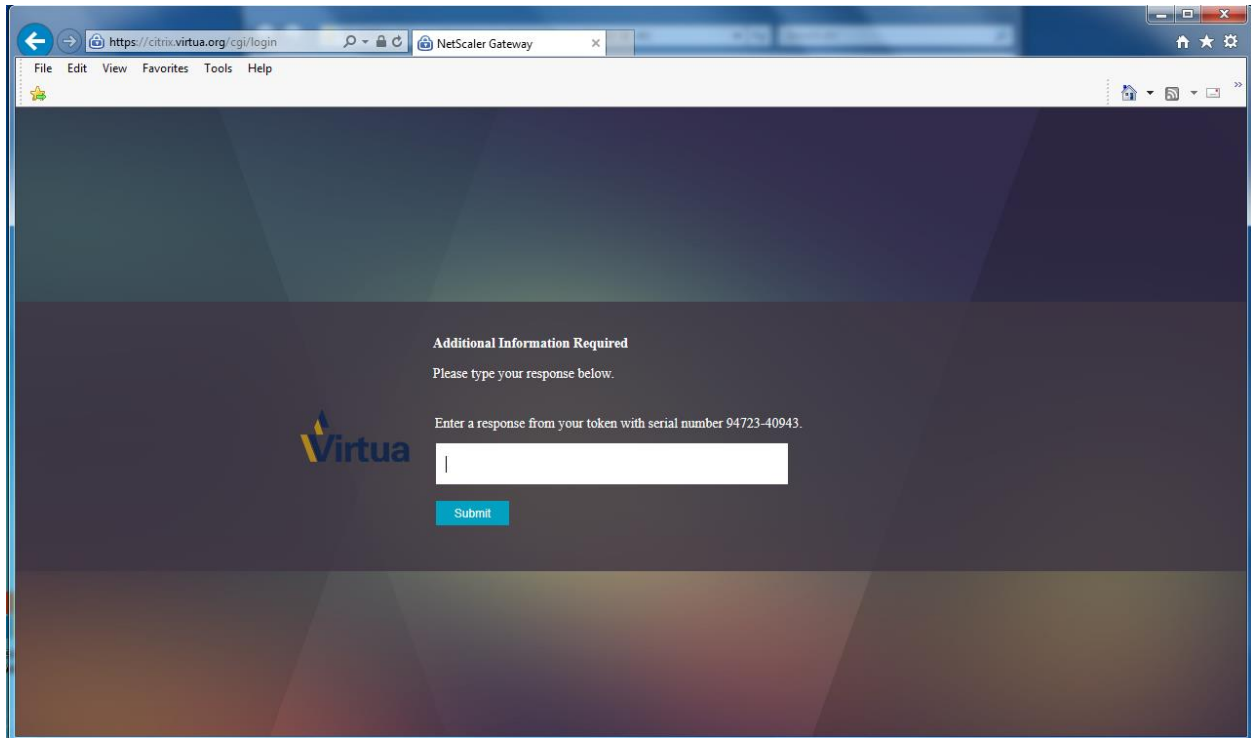 https://citrix.virtua.org/cgi/login
NetScaler Gateway
File Edit View Favorites Tools Help
Additional Information Required
Please type your response below.
Enter a response from your token with serial number 94723-40943.
Virtua
Submit